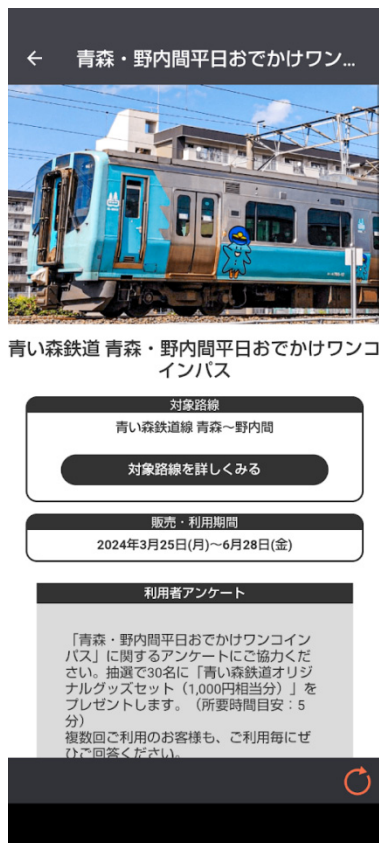 青森・野内間平日おでかけワン...
青い森鉄道 青森・野内間平日おでかけワンコ
インパス
対象路線
青い森鉄道線 青森～野内間
対象路線を詳しくみる
販売・利用期間
2024年3月25日(月)～6月28日(金)
利用者アンケート
「青森・野内間平日おでかけワンコイン
パス」に関するアンケートにご協力くだ
さい。抽選で30名に「青い森鉄道オリジ
ナルグッズセット（1,000円相当分）」を
プレゼントします。（所要時間目安：5
分）
複数回ご利用のお客様も、ご利用毎にぜ
ひご回答ください。